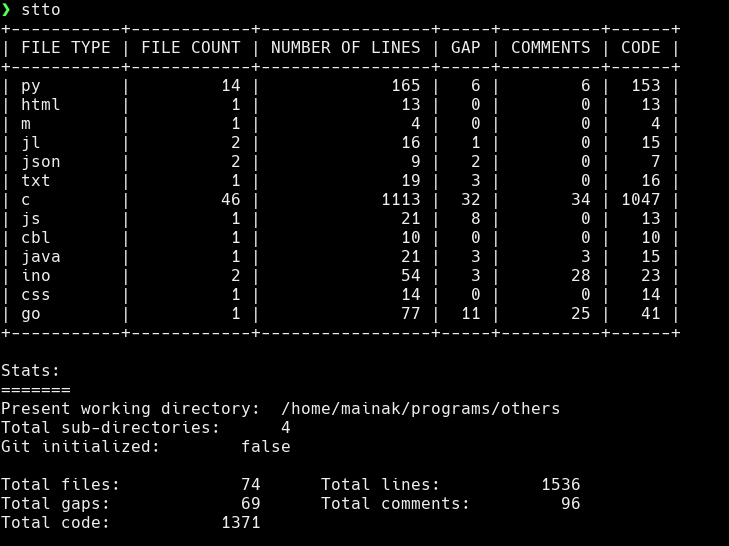 ❯ stto
+-----------+------------+-----------------+-----+----------+------+
| FILE TYPE | FILE COUNT | NUMBER OF LINES | GAP | COMMENTS | CODE |
+-----------+------------+-----------------+-----+----------+------+
| py        |         14 |             165 |   6 |        6 |  153 |
| html      |          1 |              13 |   0 |        0 |   13 |
| m         |          1 |               4 |   0 |        0 |    4 |
| jl        |          2 |              16 |   1 |        0 |   15 |
| json      |          2 |               9 |   2 |        0 |    7 |
| txt       |          1 |              19 |   3 |        0 |   16 |
| c         |         46 |            1113 |  32 |       34 | 1047 |
| js        |          1 |              21 |   8 |        0 |   13 |
| cbl       |          1 |              10 |   0 |        0 |   10 |
| java      |          1 |              21 |   3 |        3 |   15 |
| ino       |          2 |              54 |   3 |       28 |   23 |
| css       |          1 |              14 |   0 |        0 |   14 |
| go        |          1 |              77 |  11 |       25 |   41 |
+-----------+------------+-----------------+-----+----------+------+
Stats:
=======
Present working directory:  /home/mainak/programs/others
Total sub-directories:      4
Git initialized:        false
Total files:            74      Total lines:          1536
Total gaps:             69      Total comments:         96
Total code:           1371